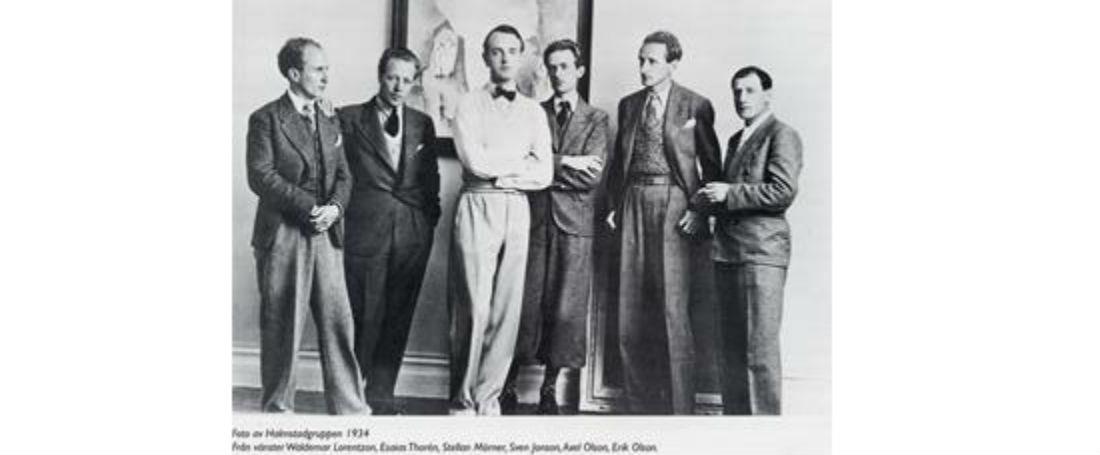 Foto av Halmstadgruppen 1934
Från vänster Waldemar Lorentzon, Esaias Thorén, Stellan Mörner, Sven Jonson, Axel Olson, Erik Olson.